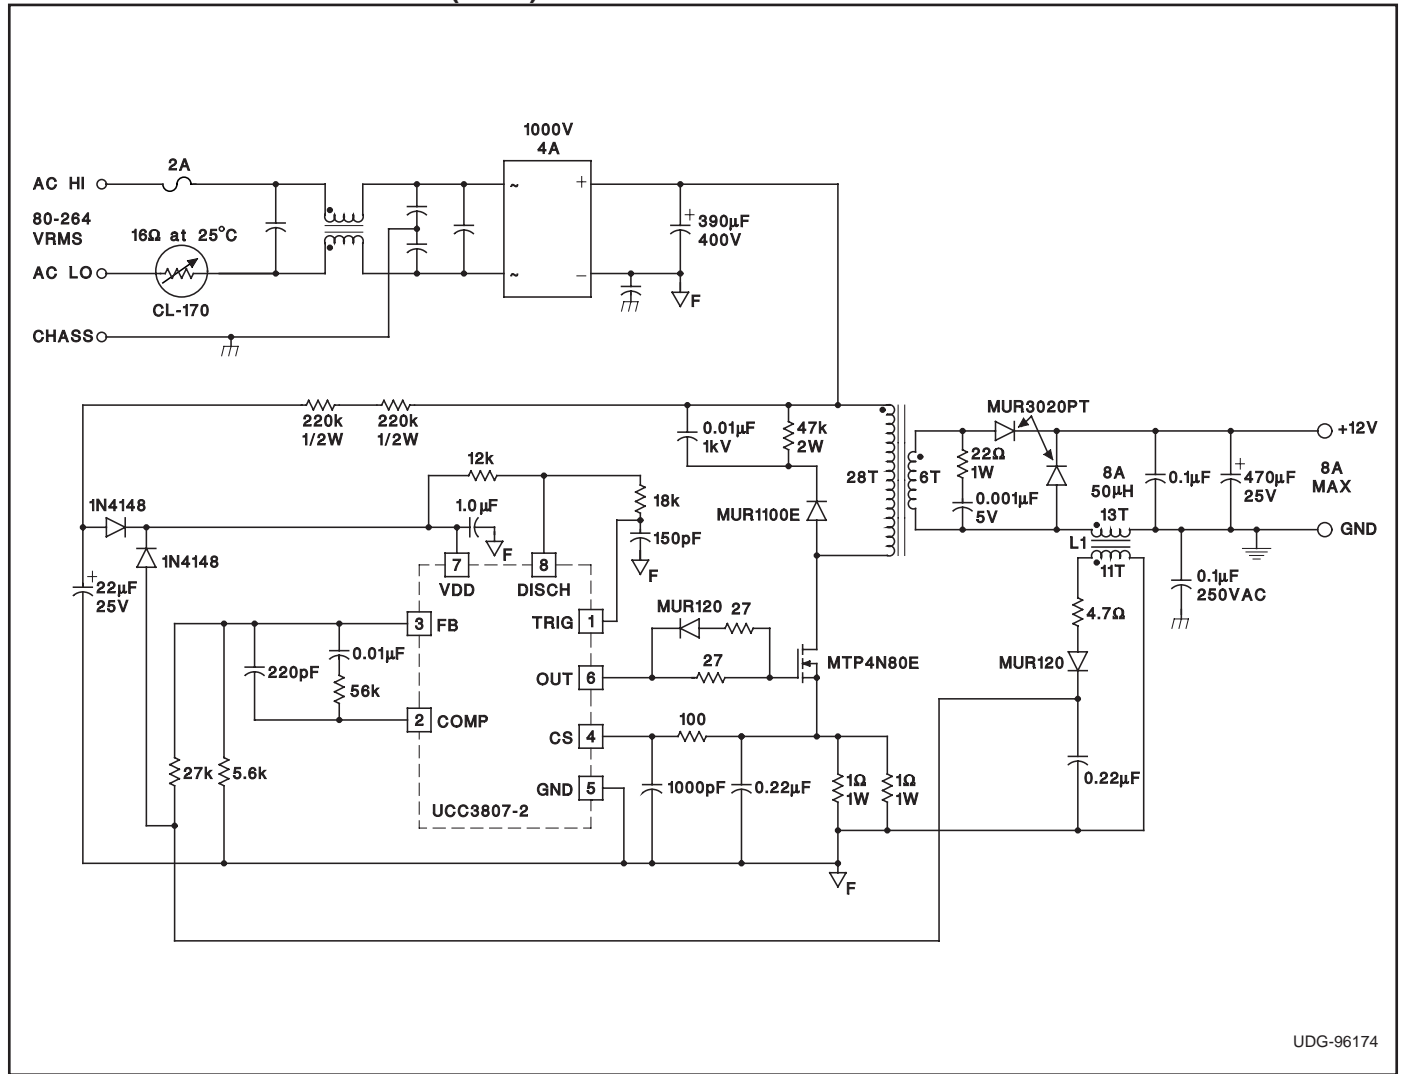 1000V
4A
2A
AC HI
80-264
VRMS
16Ω at 25°C
AC LO
CL-170
CHASS
~
~
+
−
+
390µF
400V
F
220k
1/2W
220k
1/2W
0.01µF
1kV
47k
2W
MUR1100E
28T
6T
22Ω
1W
0.001µF
5V
MUR3020PT
8A
50µH
13T
L1
11T
0.1µF
+
470µF
25V
+12V
8A
MAX
GND
0.1µF
250VAC
4.7Ω
MUR120
0.22µF
12k
18k
150pF
F
1N4148
1N4148
1.0µF
F
+
22µF
25V
7
VDD
8
DISCH
3 FB
TRIG 1
MUR120 27
27
OUT 6
MTP4N80E
220pF
0.01µF
56k
2 COMP
CS 4
100
27k
5.6k
GND 5
1000pF
0.22µF
1Ω
1W
1Ω
1W
UCC3807-2
F
UDG-96174